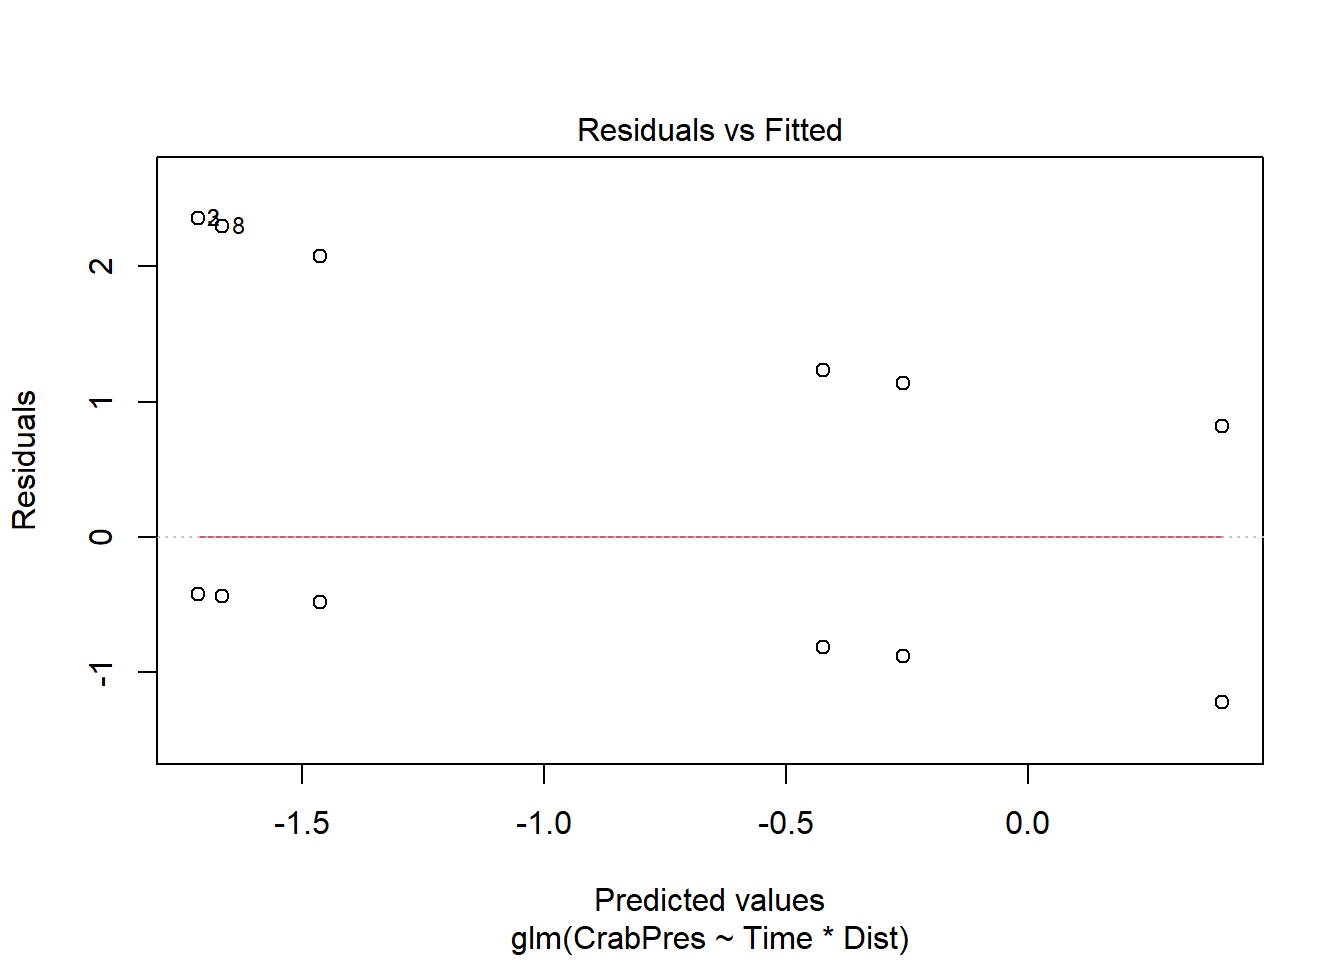 Residuals vs Fitted
8
Residuals
2
1
0
-1
-1.5 -1.0 -0.5 0.0
Predicted values
glm(CrabPres ~ Time * Dist)